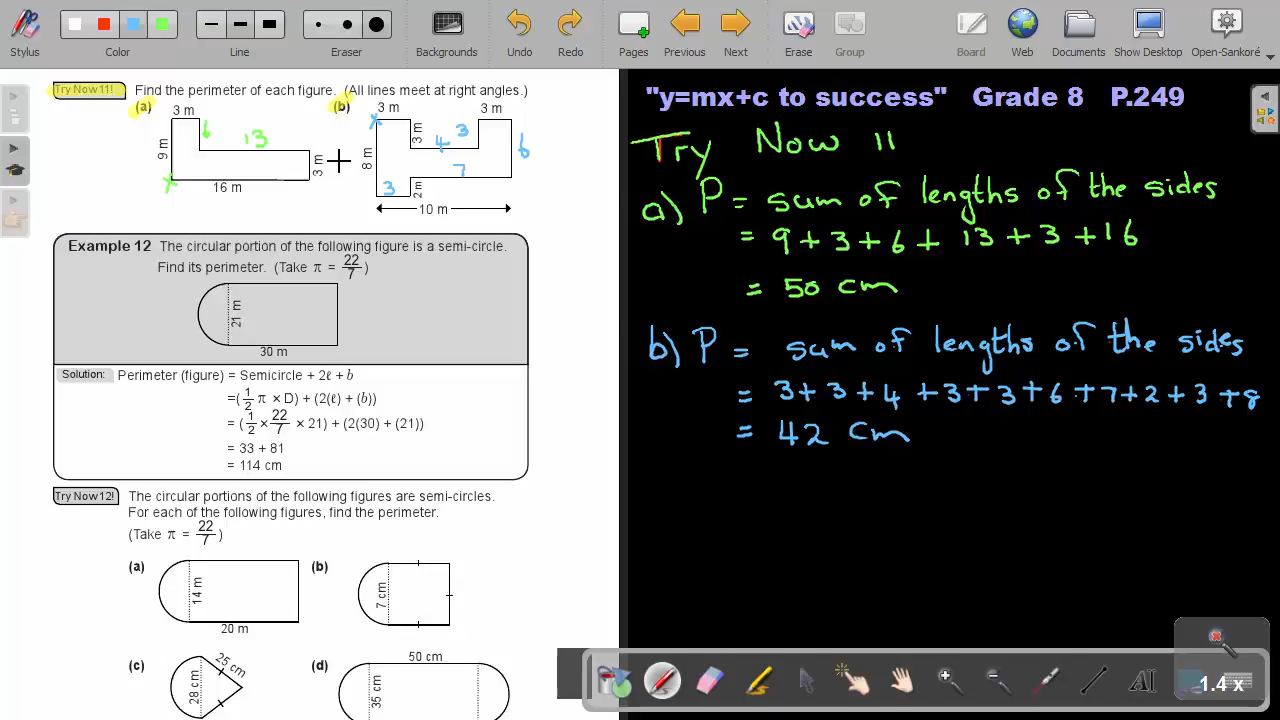 Stylus
Color
Line
Eraser
Backgrounds
Undo
Redo
Pages
Previous
Next
Erase
Group
Board
Web
Documents
Show Desktop
Open-Sankoré
Try Now 11! Find the perimeter of each figure. (All lines meet at right angles.)
(a)
3 m
6
13
9 m
3 m
16 m
(b)
3 m
3 m
3 m
3
4
6
8 m
7
3
2 m
10 m
Example 12 The circular portion of the following figure is a semi-circle.
Find its perimeter. (Take π = 22/7)
21 m
30 m
Solution: Perimeter (figure) = Semicircle + 2ℓ + b
=(1/2 π × D) + (2(ℓ) + (b))
= (1/2 × 22/7 × 21) + (2(30) + (21))
= 33 + 81
= 114 cm
Try Now 12! The circular portions of the following figures are semi-circles.
For each of the following figures, find the perimeter.
(Take π = 22/7)
(a)
14 m
20 m
(b)
7 cm
(c)
25 cm
28 cm
(d)
50 cm
35 cm
"y=mx+c to success" Grade 8 P.249
Try Now 11
a) P = sum of lengths of the sides
= 9 + 3 + 6 + 13 + 3 + 16
= 50 cm
b) P = sum of lengths of the sides
= 3 + 3 + 4 + 3 + 3 + 6 + 7 + 2 + 3 + 8
= 42 cm
1.4 x